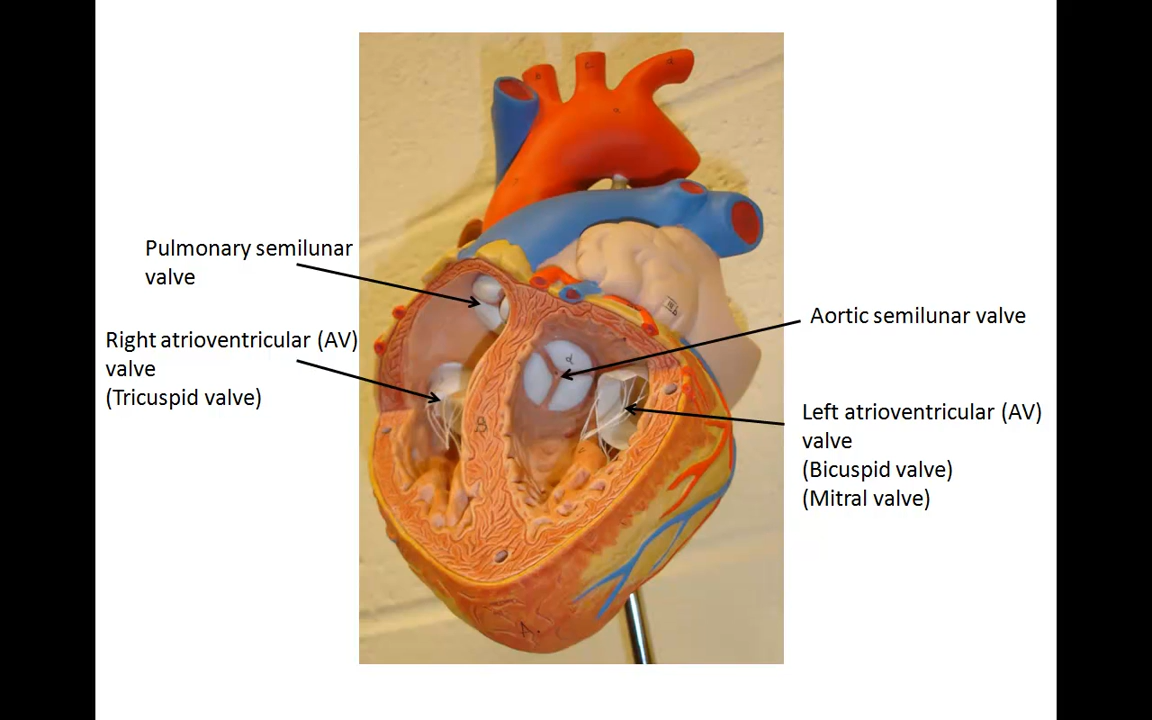 Pulmonary semilunar
valve
Right atrioventricular (AV)
valve
(Tricuspid valve)
Aortic semilunar valve
Left atrioventricular (AV)
valve
(Bicuspid valve)
(Mitral valve)
B
d
A.